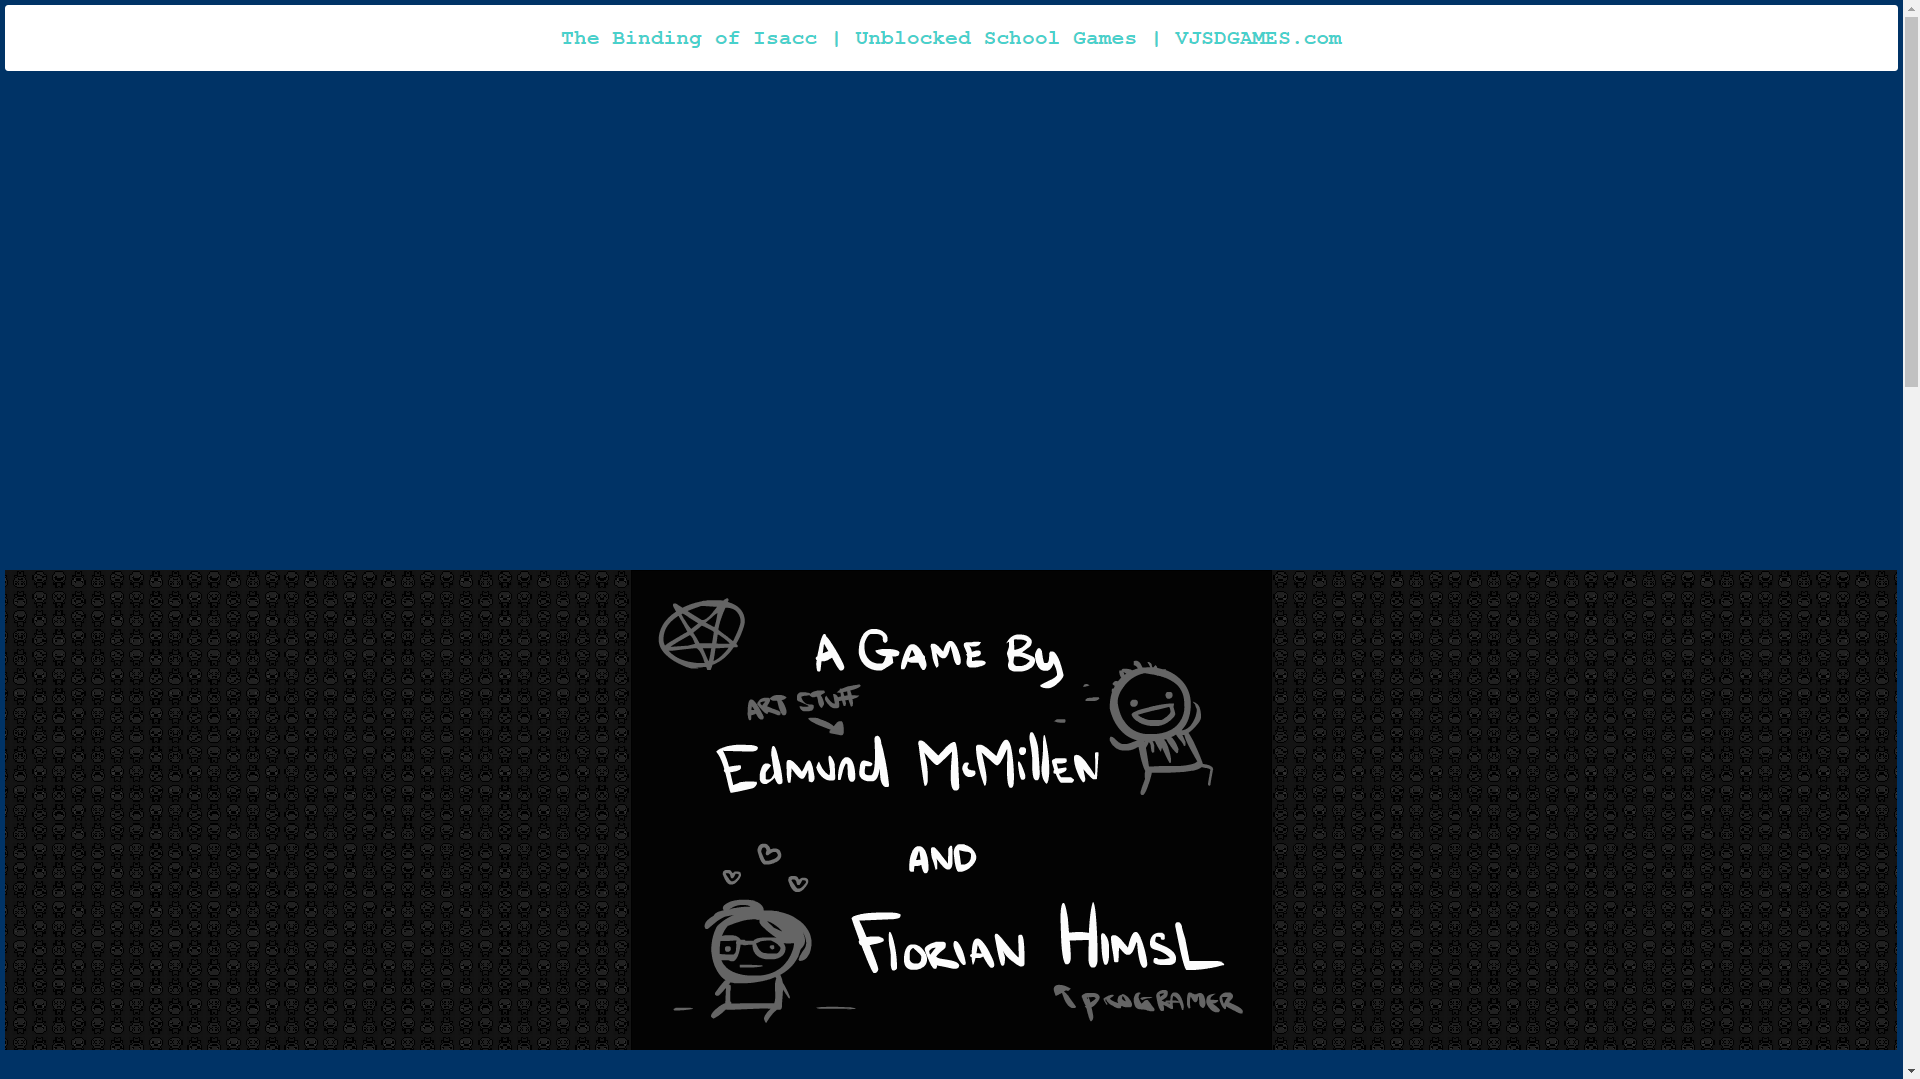 The Binding of Isacc | Unblocked School Games | VJSDGAMES.com
A GAME By
ART STUFF
Edmund McMillEN
AND
FloRIAN HIMSL
PROGRAMER